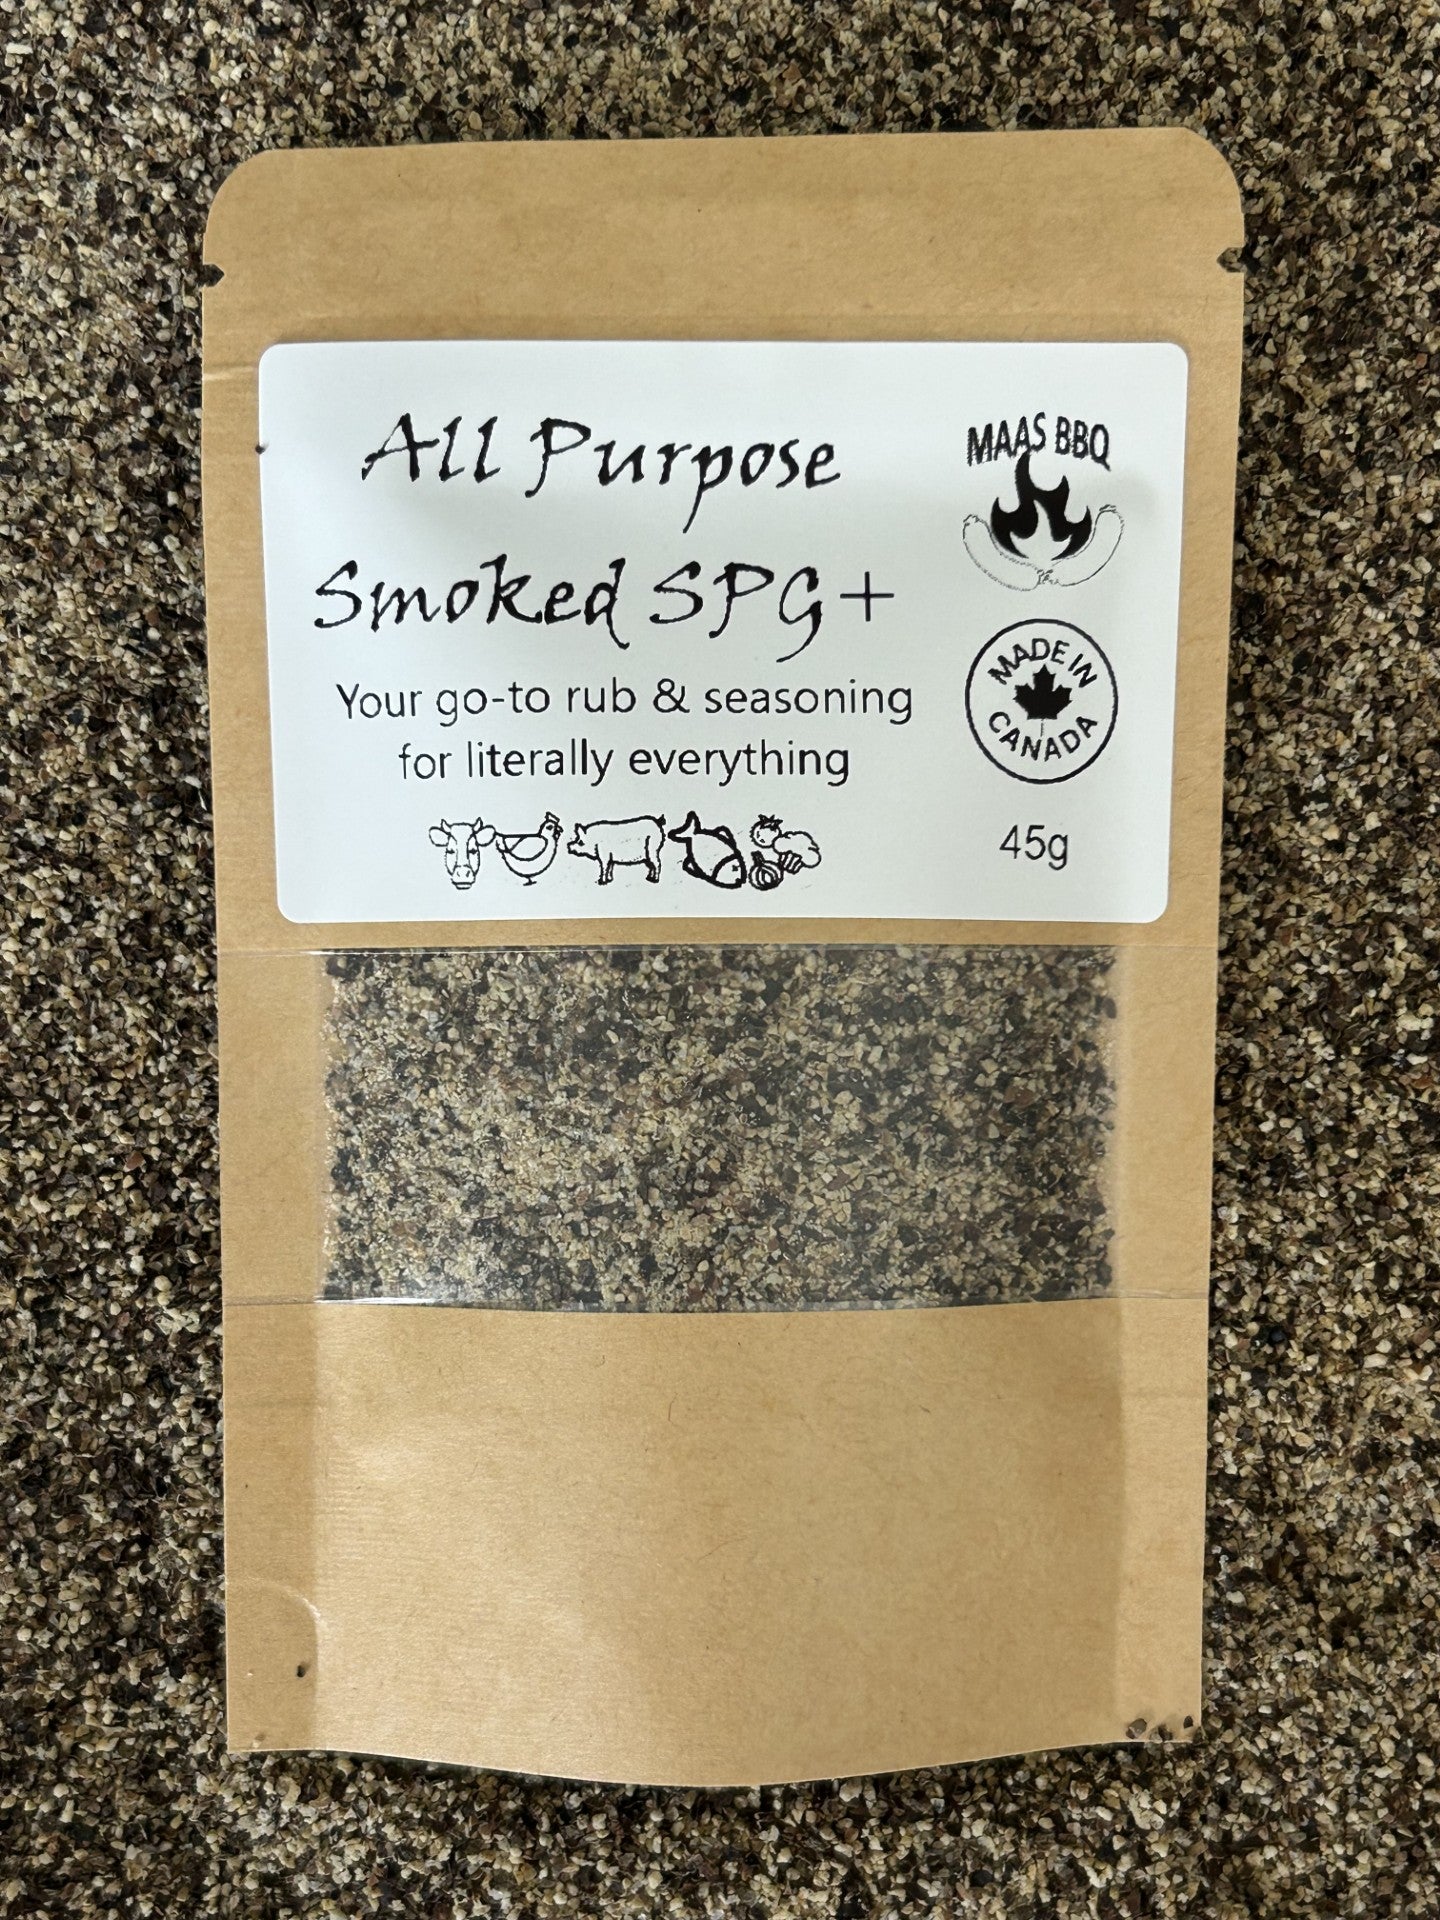 All Purpose
Smoked SPG+
Your go-to rub & seasoning
for literally everything
MAAS BBQ
MADE IN
CANADA
45g